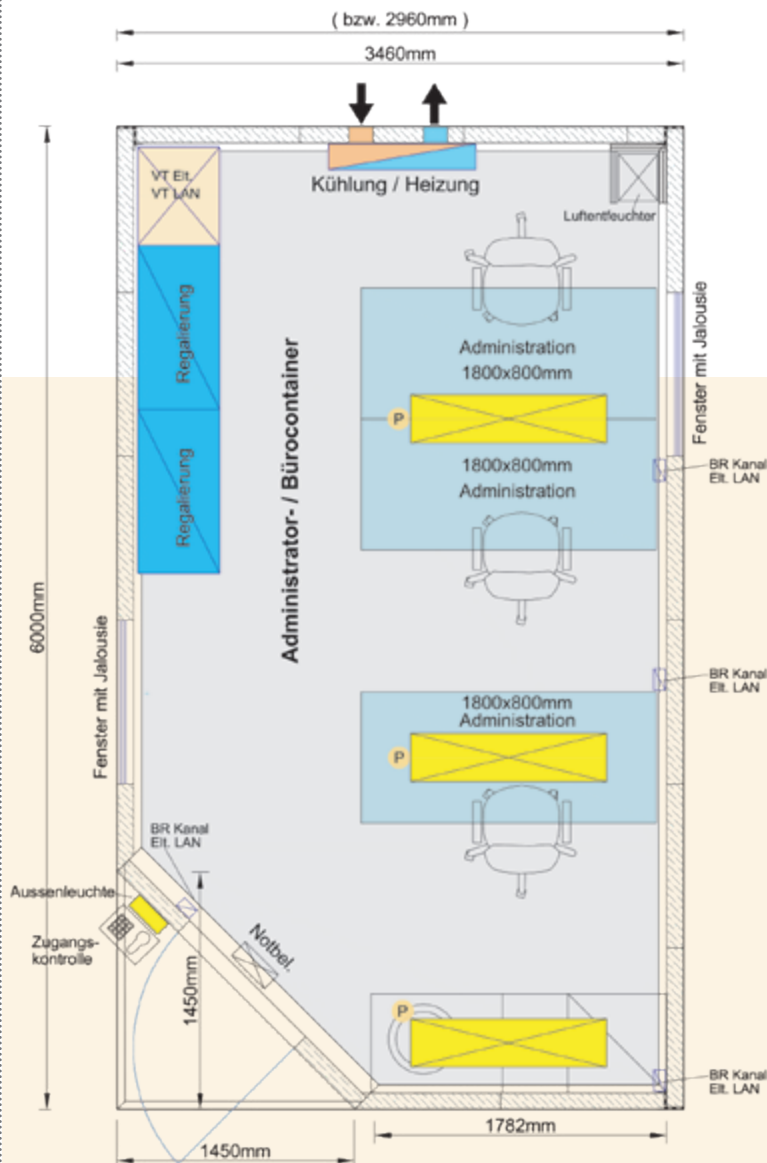 ( bzw. 2960mm )
3460mm
VT Elt.
VT LAN
Kühlung / Heizung
Luftentfeuchter
Regalierung
Administration
1800x800mm
Fenster mit Jalousie
P
Administrator- / Bürocontainer
1800x800mm
Administration
BR Kanal
Elt. LAN
Regalierung
6000mm
Fenster mit Jalousie
BR Kanal
Elt. LAN
1800x800mm
Administration
P
BR Kanal
Elt. LAN
Aussenleuchte
Zugangs-
kontrolle
Notbel.
1450mm
P
BR Kanal
Elt. LAN
1782mm
1450mm